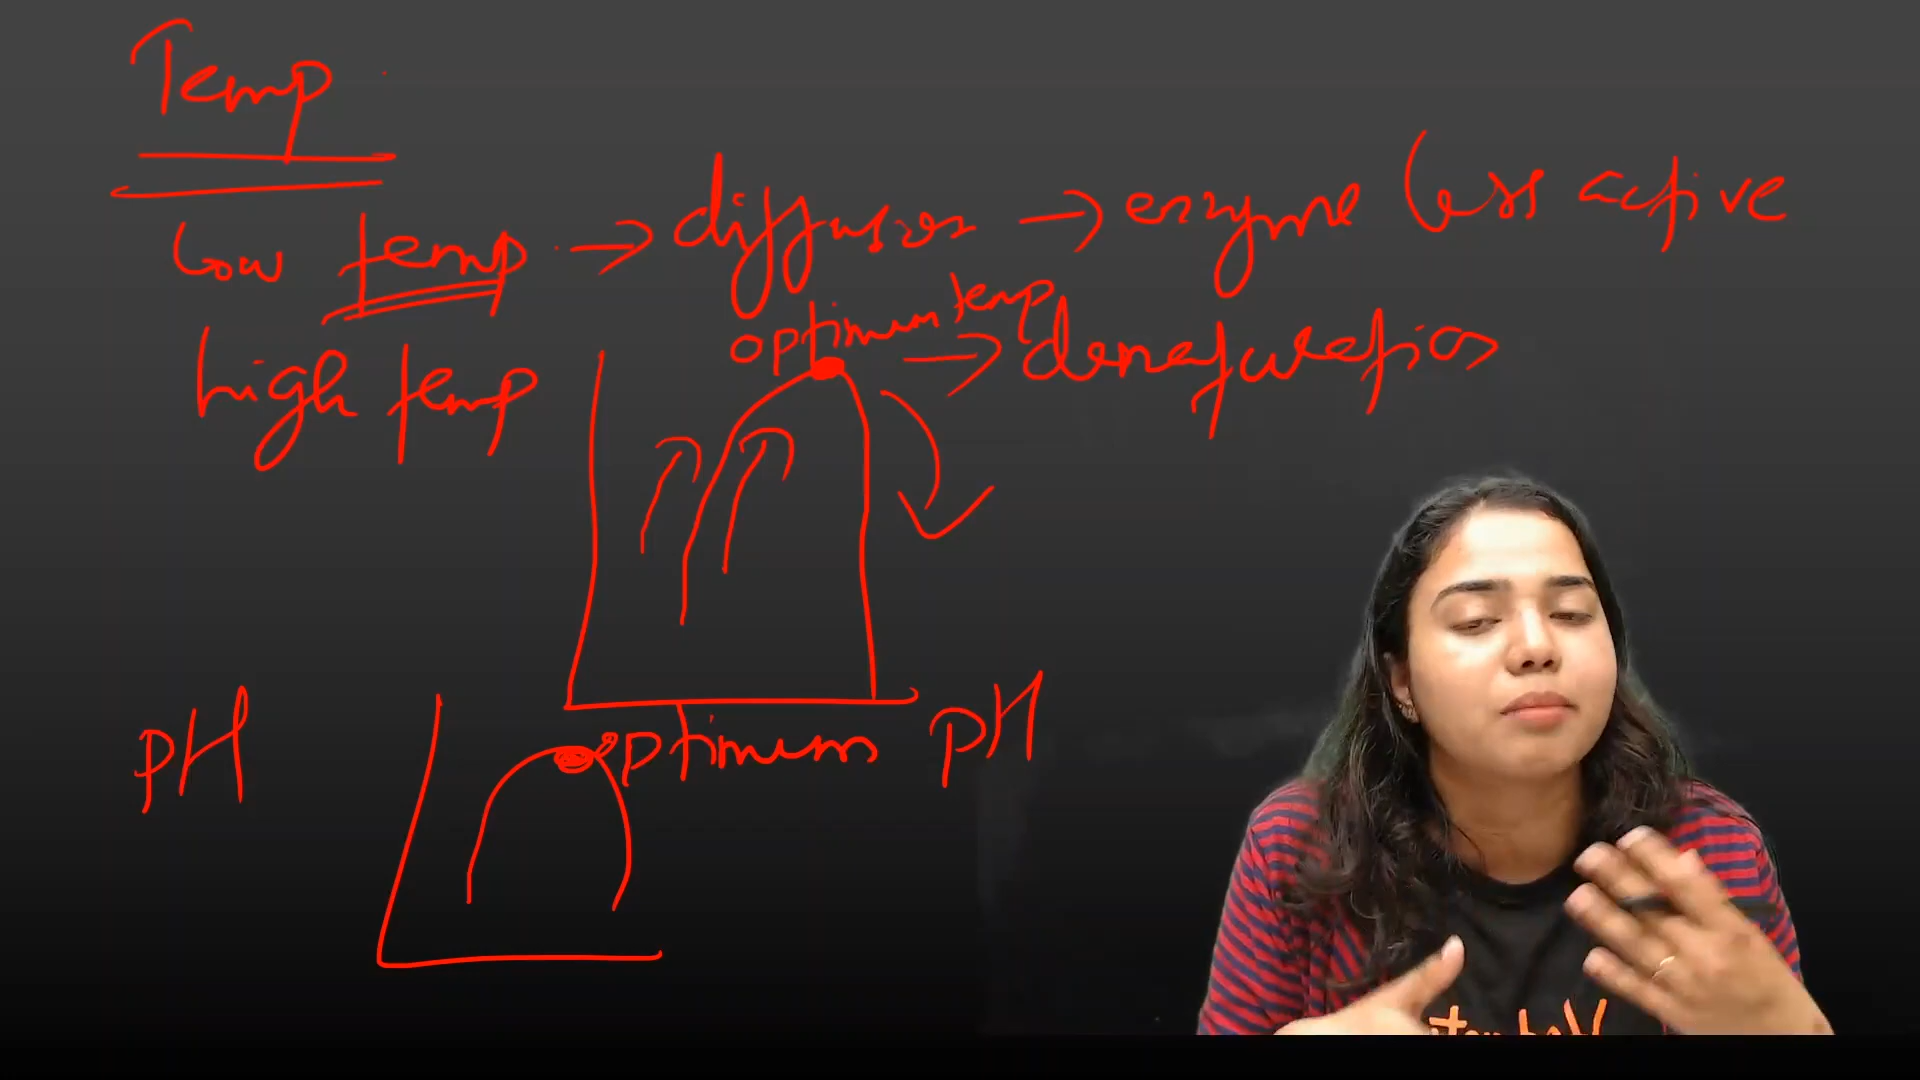 Temp
low temp → diffusion → enzyme less active
optimum temp
high temp → denaturation
pH
optimum pH